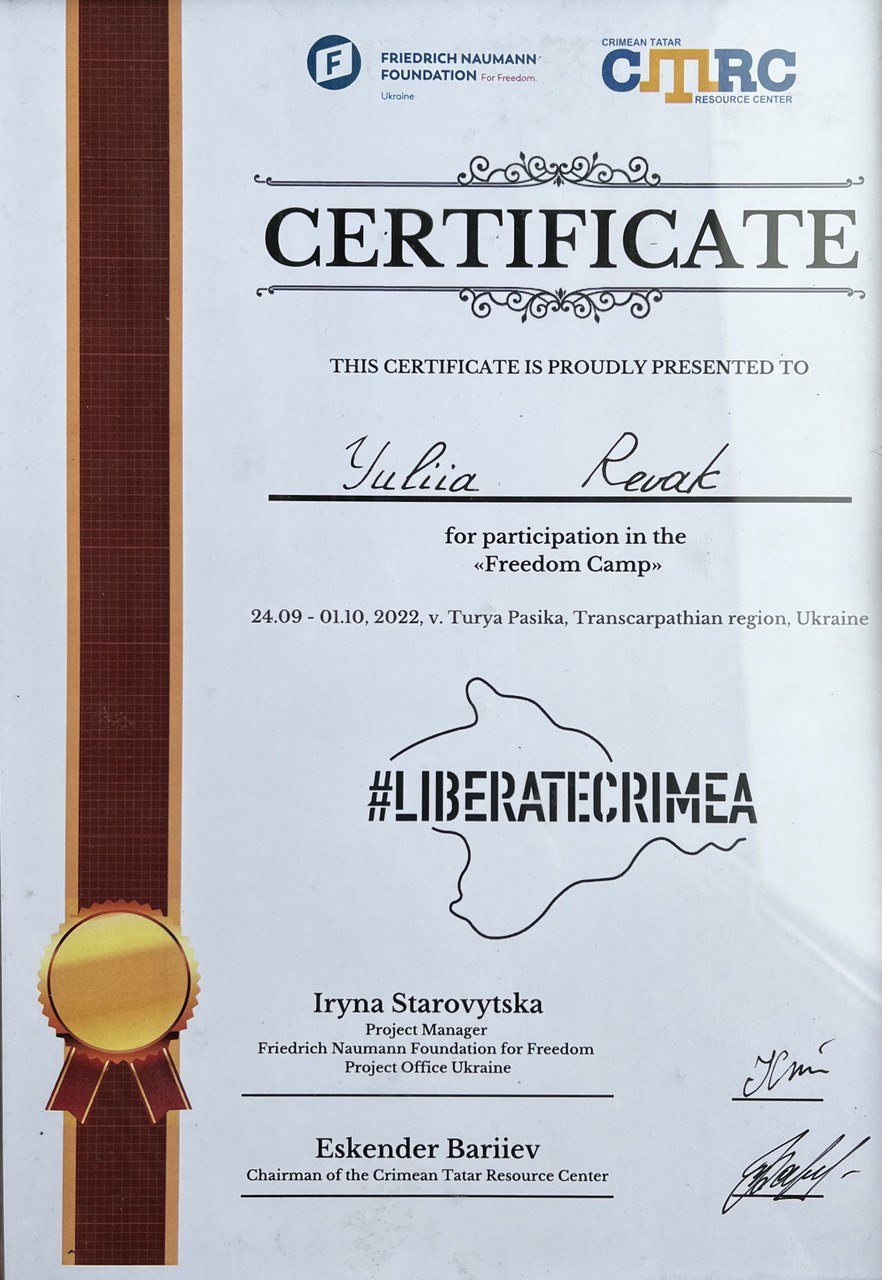 FRIEDRICH NAUMANN
FOUNDATION For Freedom.
Ukraine
CRIMEAN TATAR
CTRC
RESOURCE CENTER
CERTIFICATE
THIS CERTIFICATE IS PROUDLY PRESENTED TO
Yuliia Revak
for participation in the
«Freedom Camp»
24.09 - 01.10, 2022, v. Turya Pasika, Transcarpathian region, Ukraine
#LIBERATECRIMEA
Iryna Starovytska
Project Manager
Friedrich Naumann Foundation for Freedom
Project Office Ukraine
Eskender Bariiev
Chairman of the Crimean Tatar Resource Center